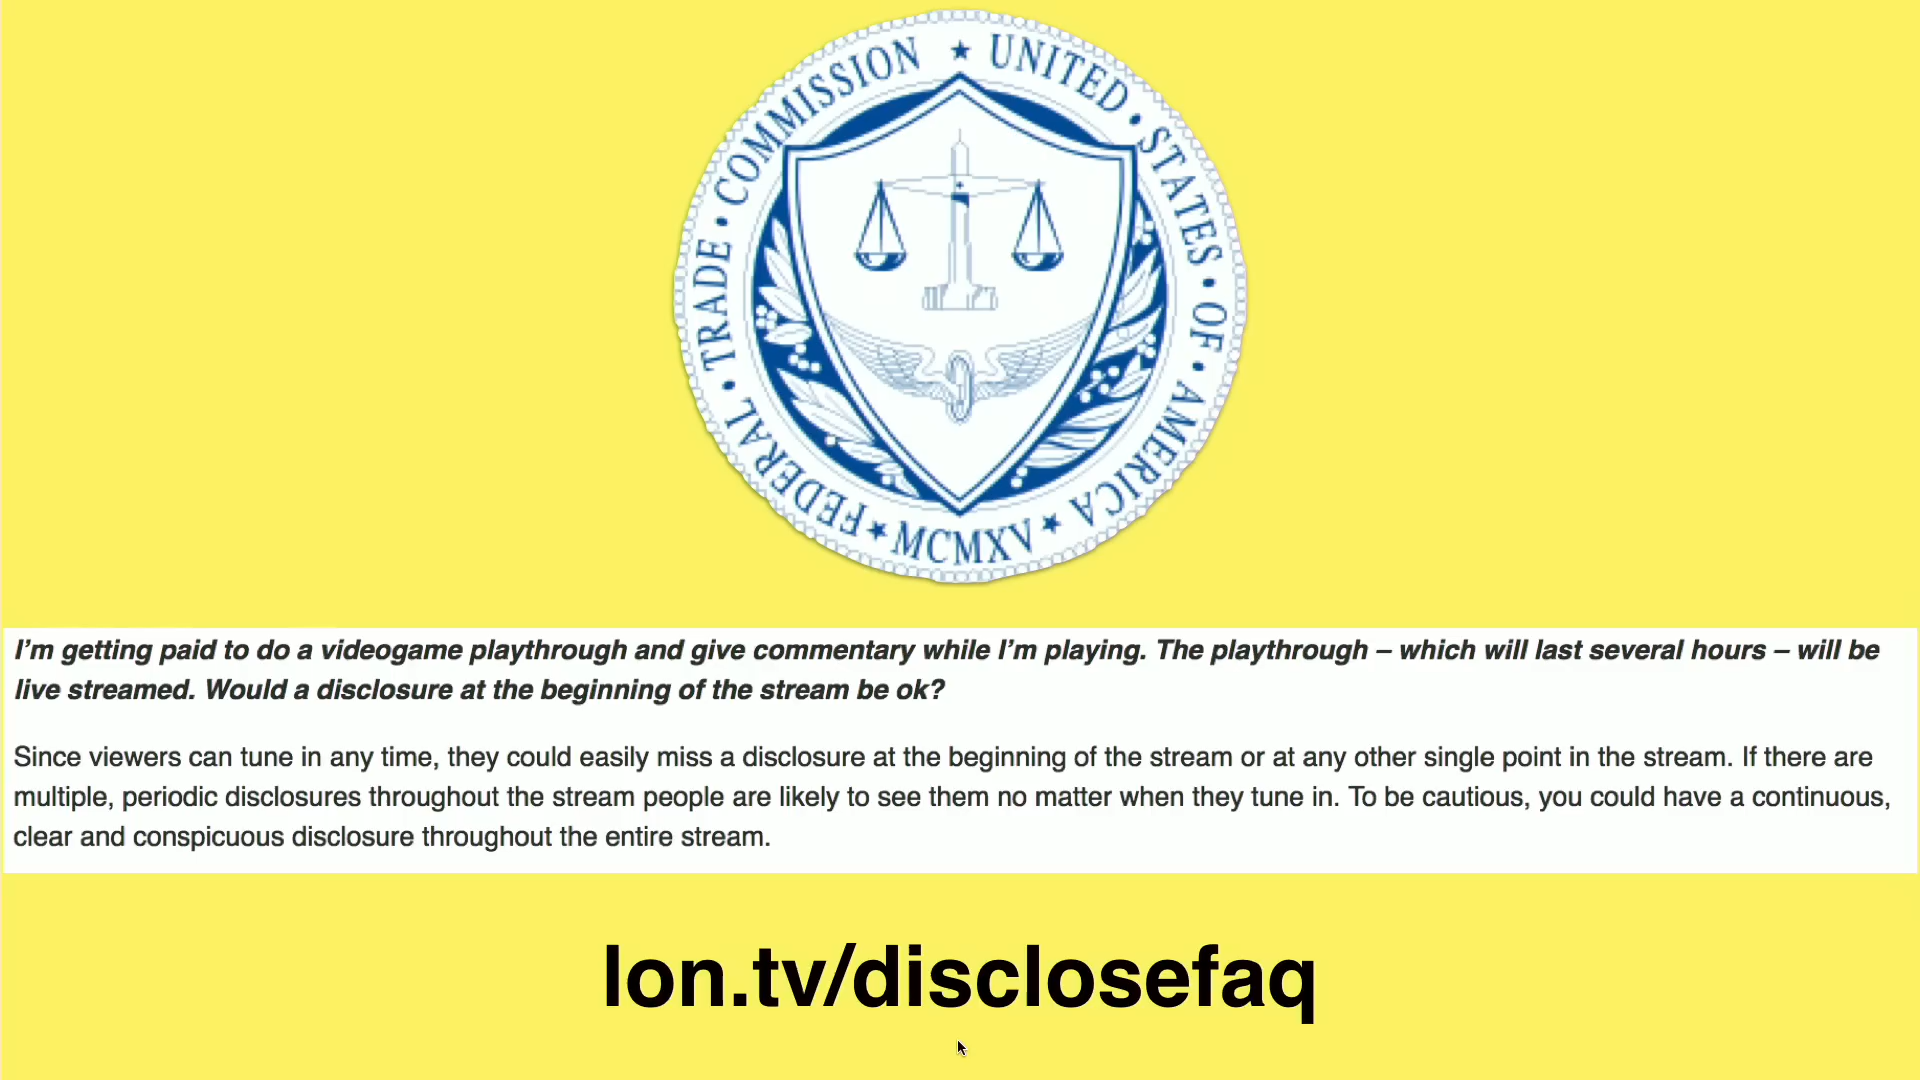 FEDERAL • TRADE • COMMISSION ★ UNITED • STATES • OF • AMERICA ★ MCMXV ★
I’m getting paid to do a videogame playthrough and give commentary while I’m playing. The playthrough – which will last several hours – will be
live streamed. Would a disclosure at the beginning of the stream be ok?
Since viewers can tune in any time, they could easily miss a disclosure at the beginning of the stream or at any other single point in the stream. If there are
multiple, periodic disclosures throughout the stream people are likely to see them no matter when they tune in. To be cautious, you could have a continuous,
clear and conspicuous disclosure throughout the entire stream.
lon.tv/disclosefaq